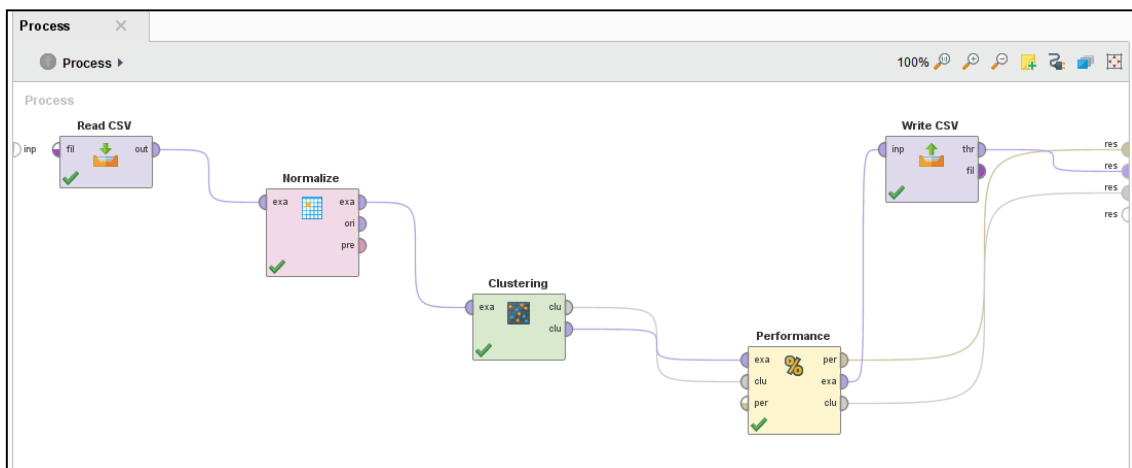 Process
Process
100%
Process
Read CSV
inp
fil
out
Normalize
exa
exa
ori
pre
Clustering
exa
clu
clu
Performance
exa
per
clu
exa
per
clu
Write CSV
inp
thr
fil
res
res
res
res